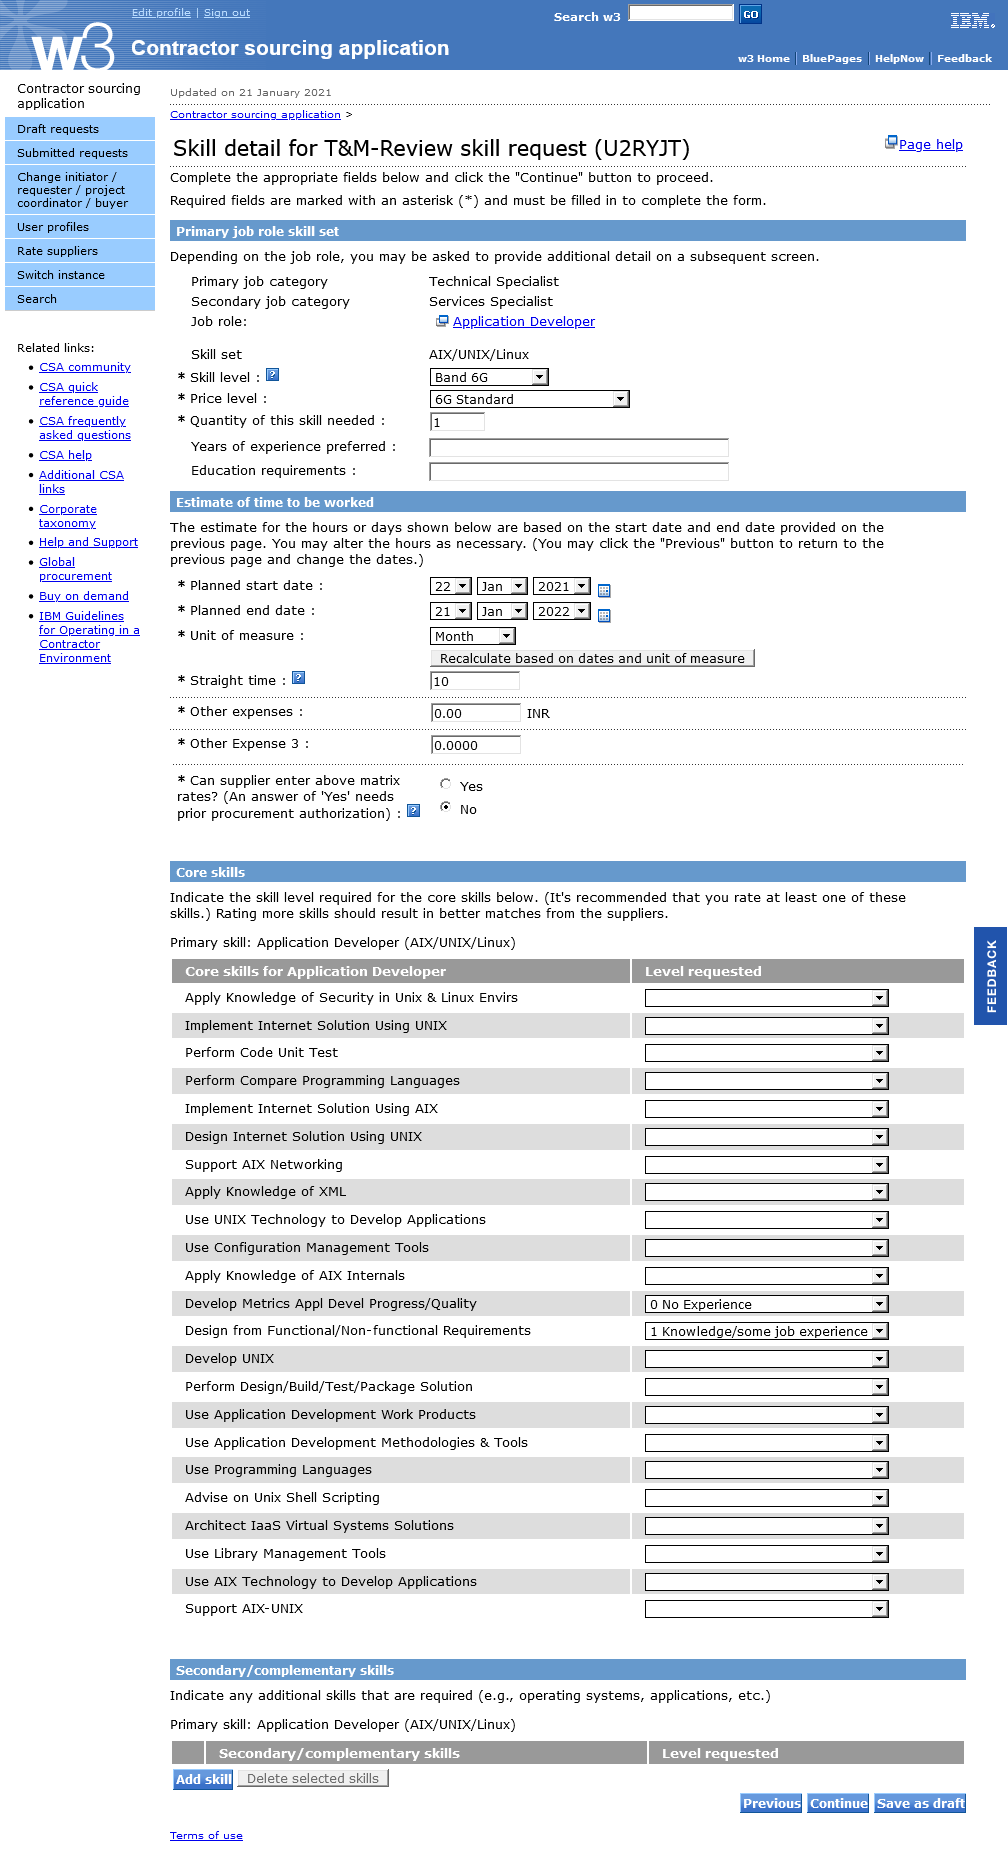 Edit profile | Sign out
Search w3
GO
IBM.
w3
Contractor sourcing application
w3 Home | BluePages | HelpNow | Feedback
Contractor sourcing
application
Draft requests
Submitted requests
Change initiator /
requester / project
coordinator / buyer
User profiles
Rate suppliers
Switch instance
Search
Related links:
CSA community
CSA quick
reference guide
CSA frequently
asked questions
CSA help
Additional CSA
links
Corporate
taxonomy
Help and Support
Global
procurement
Buy on demand
IBM Guidelines
for Operating in a
Contractor
Environment
Updated on 21 January 2021
Contractor sourcing application >
Skill detail for T&M-Review skill request (U2RYJT)
Page help
Complete the appropriate fields below and click the "Continue" button to proceed.
Required fields are marked with an asterisk (*) and must be filled in to complete the form.
Primary job role skill set
Depending on the job role, you may be asked to provide additional detail on a subsequent screen.
Primary job category Technical Specialist
Secondary job category Services Specialist
Job role: Application Developer
Skill set AIX/UNIX/Linux
* Skill level : ? Band 6G
* Price level : 6G Standard
* Quantity of this skill needed : 1
Years of experience preferred :
Education requirements :
Estimate of time to be worked
The estimate for the hours or days shown below are based on the start date and end date provided on the
previous page. You may alter the hours as necessary. (You may click the "Previous" button to return to the
previous page and change the dates.)
* Planned start date : 22 Jan 2021
* Planned end date : 21 Jan 2022
* Unit of measure : Month
Recalculate based on dates and unit of measure
* Straight time : ? 10
* Other expenses : 0.00 INR
* Other Expense 3 : 0.0000
* Can supplier enter above matrix
rates? (An answer of 'Yes' needs
prior procurement authorization) : ?
Yes
No
Core skills
Indicate the skill level required for the core skills below. (It's recommended that you rate at least one of these
skills.) Rating more skills should result in better matches from the suppliers.
Primary skill: Application Developer (AIX/UNIX/Linux)
FEEDBACK
Core skills for Application Developer Level requested
Apply Knowledge of Security in Unix & Linux Envirs
Implement Internet Solution Using UNIX
Perform Code Unit Test
Perform Compare Programming Languages
Implement Internet Solution Using AIX
Design Internet Solution Using UNIX
Support AIX Networking
Apply Knowledge of XML
Use UNIX Technology to Develop Applications
Use Configuration Management Tools
Apply Knowledge of AIX Internals
Develop Metrics Appl Devel Progress/Quality 0 No Experience
Design from Functional/Non-functional Requirements 1 Knowledge/some job experience
Develop UNIX
Perform Design/Build/Test/Package Solution
Use Application Development Work Products
Use Application Development Methodologies & Tools
Use Programming Languages
Advise on Unix Shell Scripting
Architect IaaS Virtual Systems Solutions
Use Library Management Tools
Use AIX Technology to Develop Applications
Support AIX-UNIX
Secondary/complementary skills
Indicate any additional skills that are required (e.g., operating systems, applications, etc.)
Primary skill: Application Developer (AIX/UNIX/Linux)
Secondary/complementary skills Level requested
Add skill Delete selected skills
Previous Continue Save as draft
Terms of use